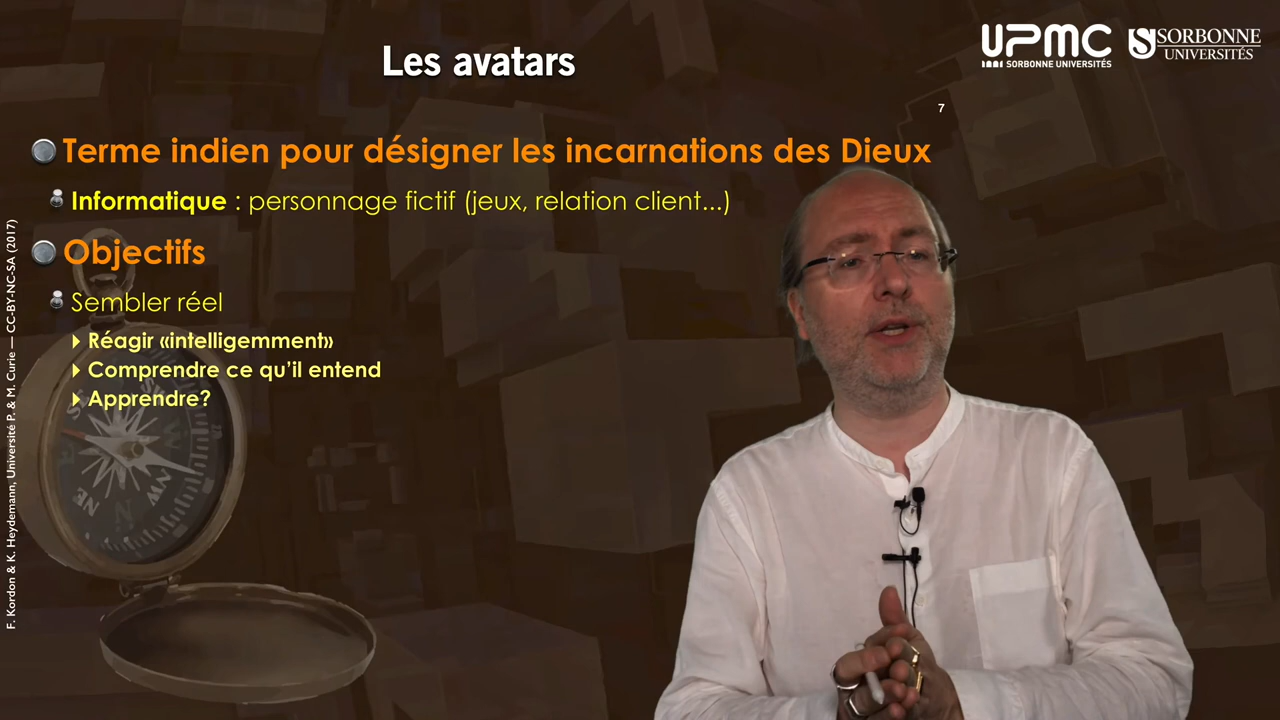 Les avatars
UPMC
SORBONNE UNIVERSITÉS
SORBONNE
UNIVERSITÉS
7
Terme indien pour désigner les incarnations des Dieux
Informatique : personnage fictif (jeux, relation client...)
Objectifs
Sembler réel
Réagir «intelligemment»
Comprendre ce qu’il entend
Apprendre?
F. Kordon & K. Heydemann, Université P. & M. Curie — CC-BY-NC-SA (2017)
S
NE
NW